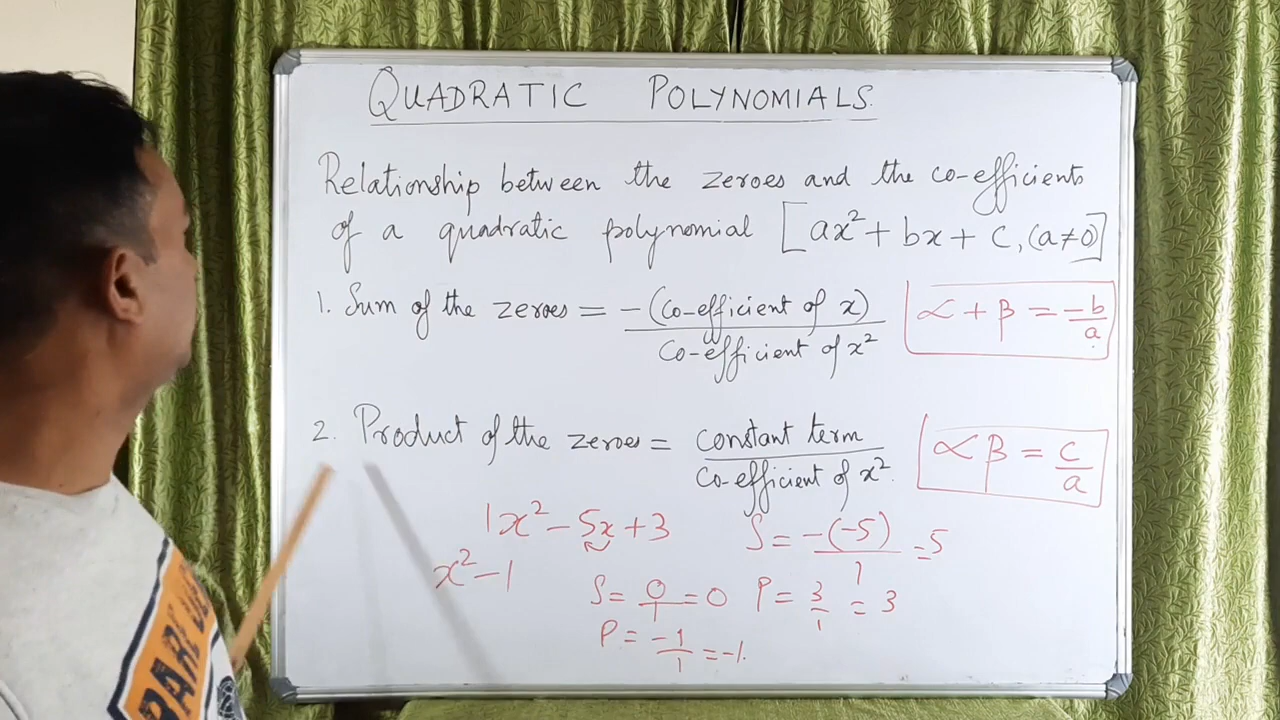 QUADRATIC POLYNOMIALS
Relationship between the zeroes and the co-efficients
of a quadratic polynomial [ax²+ bx + c, (a≠0)]
1. Sum of the zeroes = -(co-efficient of x) / Co-efficient of x²
α + β = -b/a
2. Product of the zeroes = constant term / Co-efficient of x²
α β = c/a
1x² - 5x + 3
S = -(-5)/1 = 5
x² - 1
S = 0/1 = 0
P = 3/1 = 3
P = -1/1 = -1